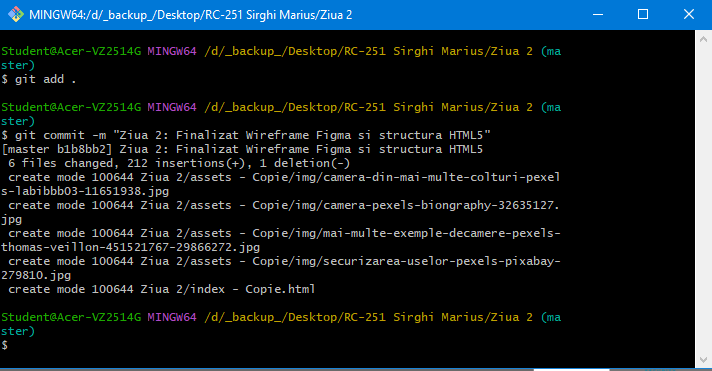 MINGW64:/d/_backup_/Desktop/RC-251 Sirghi Marius/Ziua 2
Student@Acer-VZ2514G MINGW64 /d/_backup_/Desktop/RC-251 Sirghi Marius/Ziua 2 (ma
ster)
$ git add .
Student@Acer-VZ2514G MINGW64 /d/_backup_/Desktop/RC-251 Sirghi Marius/Ziua 2 (ma
ster)
$ git commit -m "Ziua 2: Finalizat Wireframe Figma si structura HTML5"
[master b1b8bb2] Ziua 2: Finalizat Wireframe Figma si structura HTML5
 6 files changed, 212 insertions(+), 1 deletion(-)
 create mode 100644 Ziua 2/assets - Copie/img/camera-din-mai-multe-colturi-pexel
s-labibbb03-11651938.jpg
 create mode 100644 Ziua 2/assets - Copie/img/camera-pexels-biongraphy-32635127.
jpg
 create mode 100644 Ziua 2/assets - Copie/img/mai-multe-exemple-decamere-pexels-
thomas-veillon-451521767-29866272.jpg
 create mode 100644 Ziua 2/assets - Copie/img/securizarea-uselor-pexels-pixabay-
279810.jpg
 create mode 100644 Ziua 2/index - Copie.html
Student@Acer-VZ2514G MINGW64 /d/_backup_/Desktop/RC-251 Sirghi Marius/Ziua 2 (ma
ster)
$